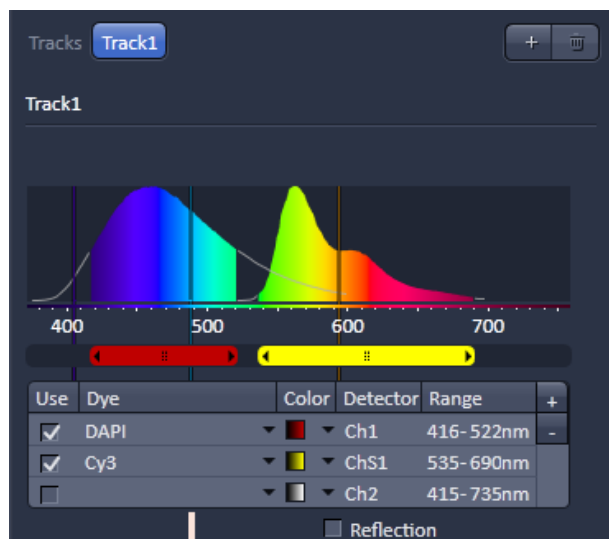 Tracks Track1 +
Track1
400 500 600 700
Use Dye Color Detector Range +
DAPI Ch1 416-522nm -
Cy3 ChS1 535-690nm
Ch2 415-735nm
Reflection